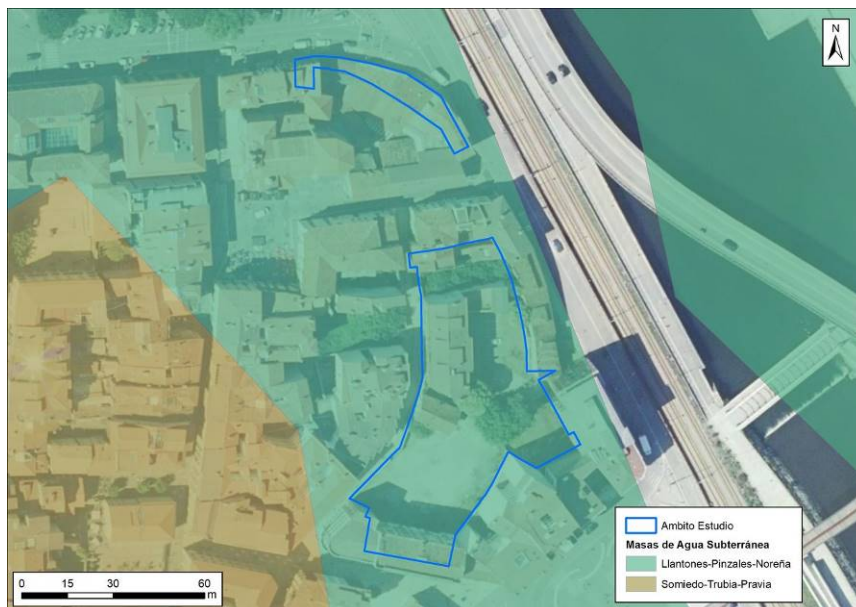 N
Ambito Estudio
Masas de Agua Subterránea
Llantones-Pinzales-Noreña
Somiedo-Trubia-Pravia
0 15 30 60
m